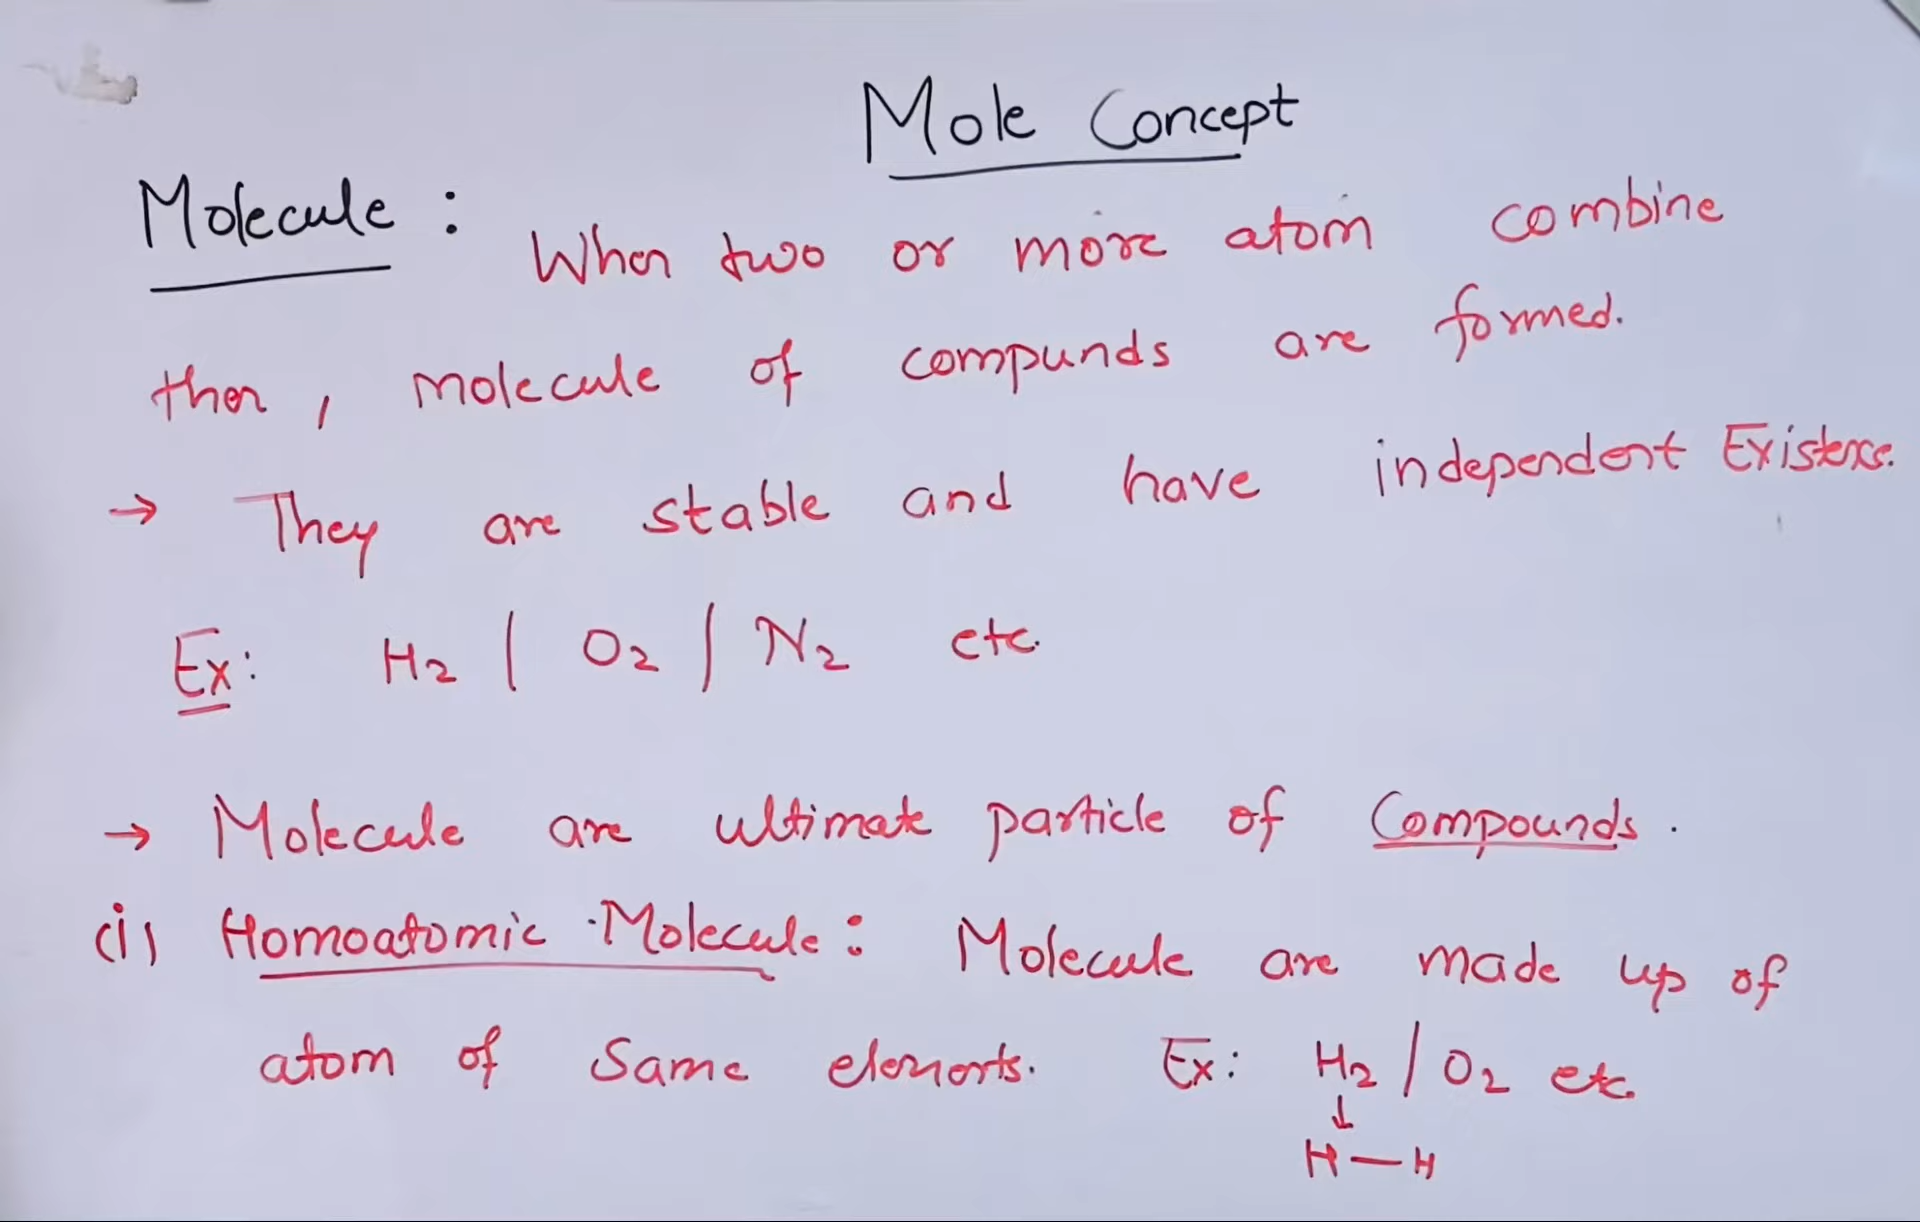 Mole Concept
Molecule : When two or more atom combine
then , molecule of compunds are formed.
→ They are stable and have independent Existence.
Ex: H₂ / O₂ / N₂ etc.
→ Molecule are ultimate particle of Compounds .
(i) Homoatomic Molecule : Molecule are made up of
atom of Same elements. Ex: H₂ / O₂ etc.
↓
H — H